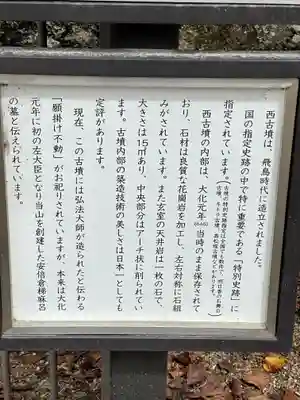 西古墳は、飛鳥時代に造立されました。
国の指定史跡の中で特に重要である「特別史跡」に
指定されています。
西古墳の内部は、大化元年(645)当時のまま保存されて
おり、石材は良質な花崗岩を加工し、左右対称に石組
みがされています。また玄室の天井岩は一枚の石で、
大きさは15㎡あり、中央部分はアーチ状に削られてい
ます。古墳内部の築造技術の美しさは日本一としても
定評があります。
現在、この古墳には弘法大師が造られたと伝わる
「願掛け不動」がお祀りされていますが、本来は大化
元年に初の左大臣となり当山を創建した安倍倉梯麻呂
の墓と伝えられています。